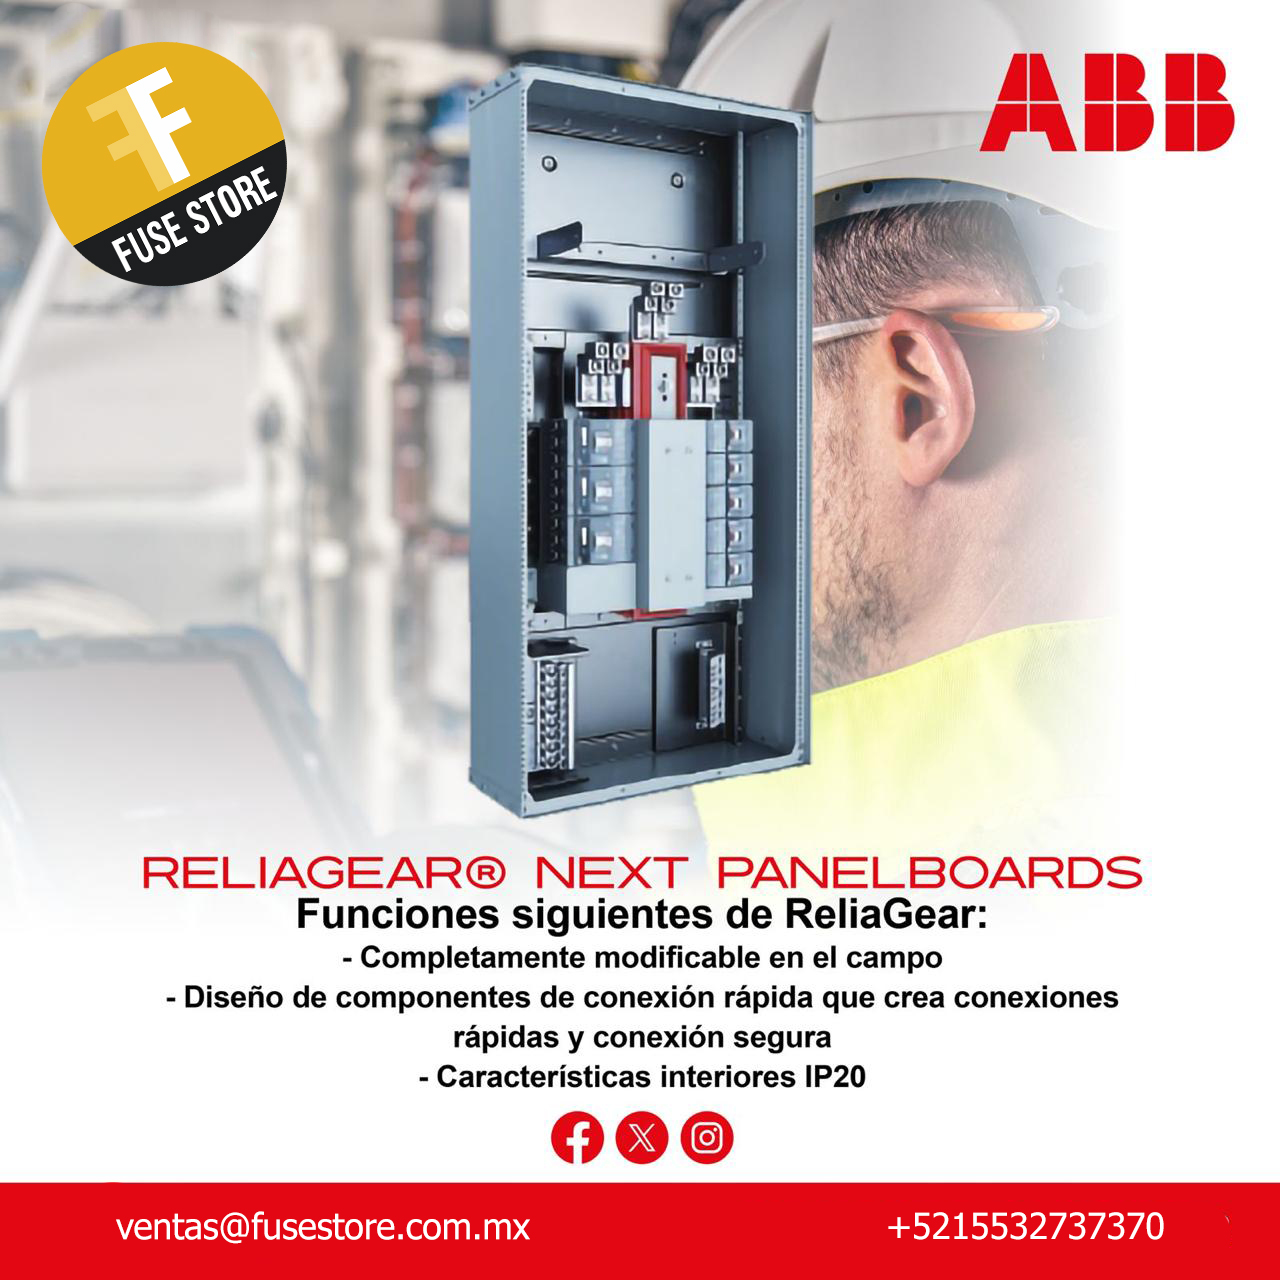 F
FUSE STORE
ABB
RELIAGEAR® NEXT PANELBOARDS
Funciones siguientes de ReliaGear:
- Completamente modificable en el campo
- Diseño de componentes de conexión rápida que crea conexiones
rápidas y conexión segura
- Características interiores IP20
ventas@fusestore.com.mx
+5215532737370